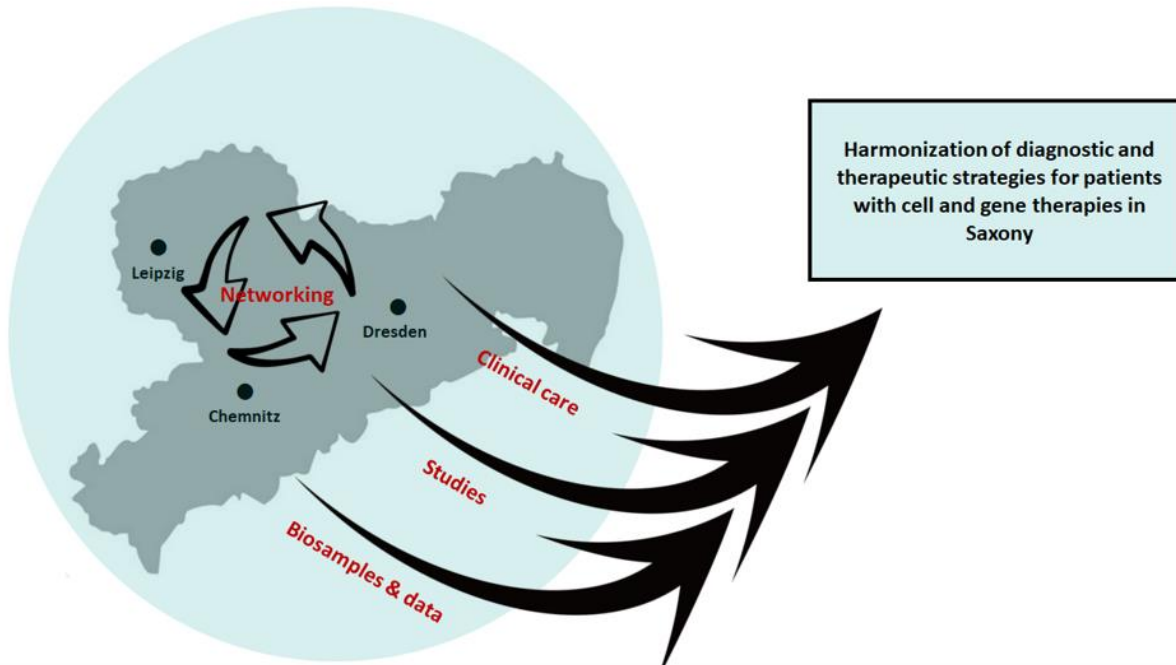 Harmonization of diagnostic and
therapeutic strategies for patients
with cell and gene therapies in
Saxony
Leipzig
Networking
Dresden
Chemnitz
Clinical care
Studies
Biosamples & data